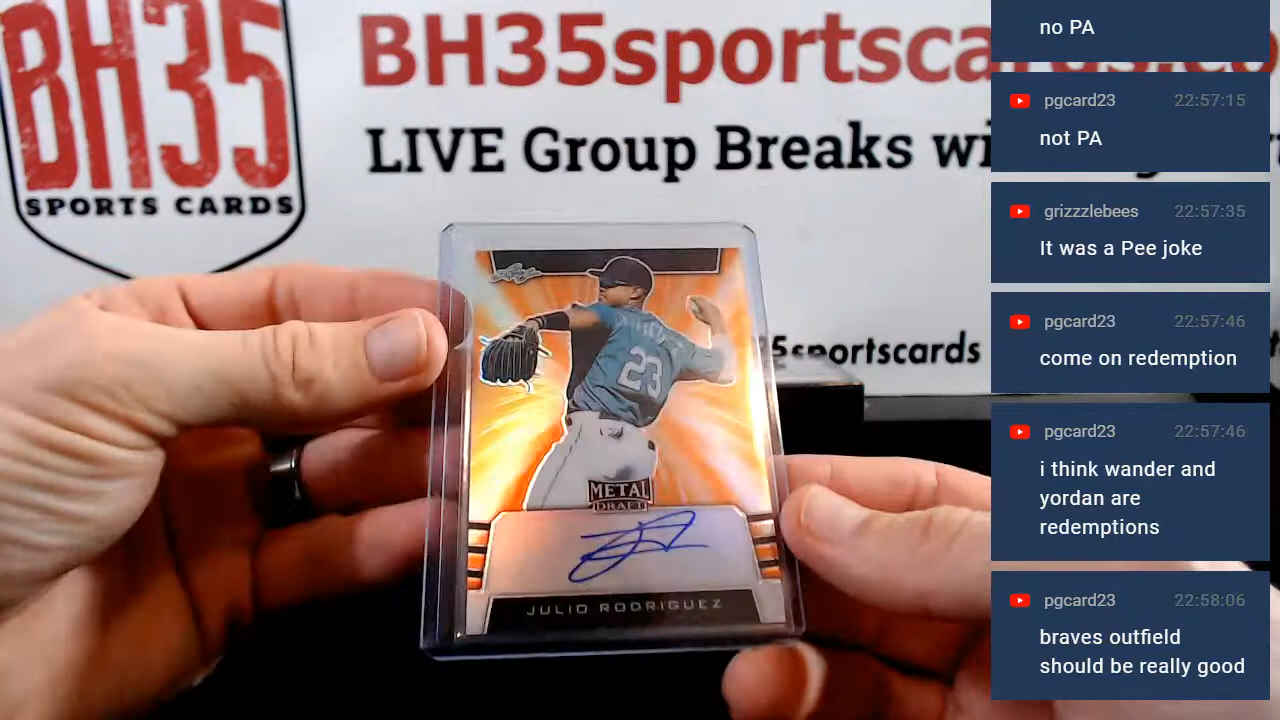 BH35
SPORTS CARDS
BH35sportscards.co
LIVE Group Breaks wi
5sportscards
Leaf
23
METAL
DRAFT
JULIO RODRIGUEZ
no PA
pgcard23 22:57:15
not PA
grizzzlebees 22:57:35
It was a Pee joke
pgcard23 22:57:46
come on redemption
pgcard23 22:57:46
i think wander and
yordan are
redemptions
pgcard23 22:58:06
braves outfield
should be really good